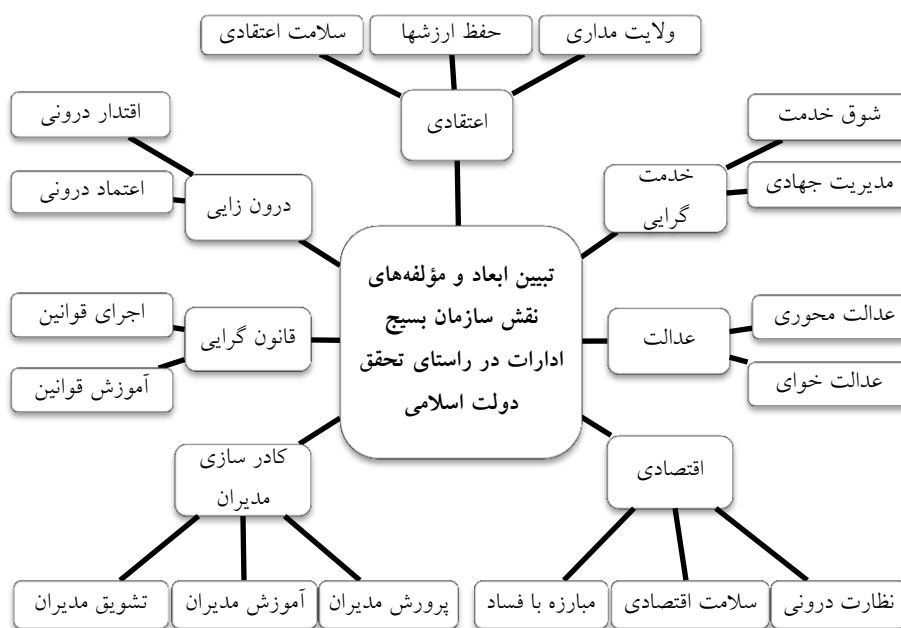 ولایت مداری
حفظ ارزشها
سلامت اعتقادی
اعتقادی
شوق خدمت
مدیریت جهادی
خدمت
گرایی
اقتدار درونی
اعتماد درونی
درون زایی
تبیین ابعاد و مؤلفه‌های
نقش سازمان بسیج
ادارات در راستای تحقق
دولت اسلامی
عدالت محوری
عدالت خوای
عدالت
اجرای قوانین
آموزش قوانین
قانون گرایی
اقتصادی
نظارت درونی
سلامت اقتصادی
مبارزه با فساد
کادر سازی
مدیران
پرورش مدیران
آموزش مدیران
تشویق مدیران